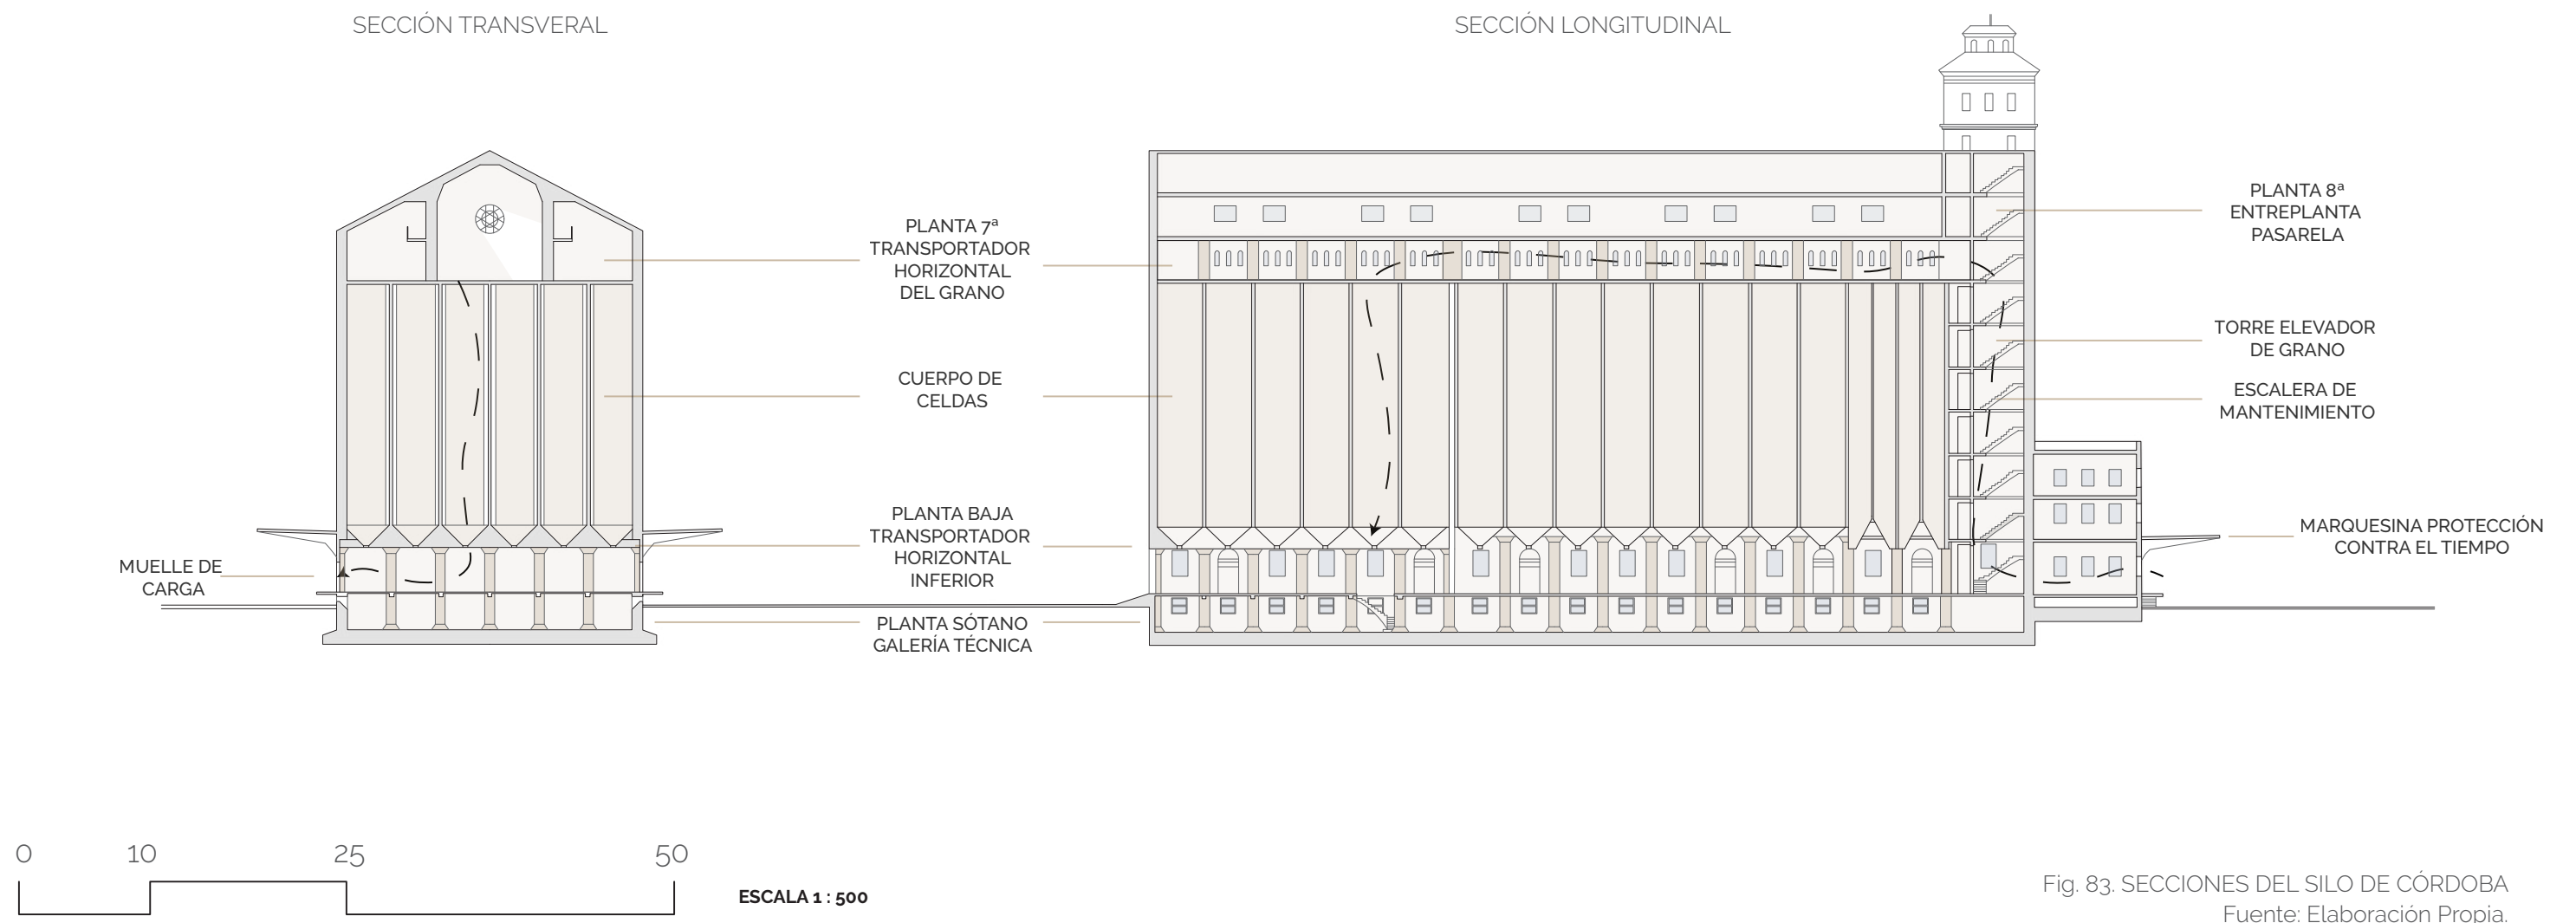 SECCIÓN TRANSVERAL
SECCIÓN LONGITUDINAL
PLANTA 7ª
TRANSPORTADOR
HORIZONTAL
DEL GRANO
CUERPO DE
CELDAS
PLANTA BAJA
TRANSPORTADOR
HORIZONTAL
INFERIOR
MUELLE DE
CARGA
PLANTA SÓTANO
GALERÍA TÉCNICA
PLANTA 8ª
ENTREPLANTA
PASARELA
TORRE ELEVADOR
DE GRANO
ESCALERA DE
MANTENIMIENTO
MARQUESINA PROTECCIÓN
CONTRA EL TIEMPO
0 10 25 50
ESCALA 1 : 500
Fig. 83. SECCIONES DEL SILO DE CÓRDOBA
Fuente: Elaboración Propia.